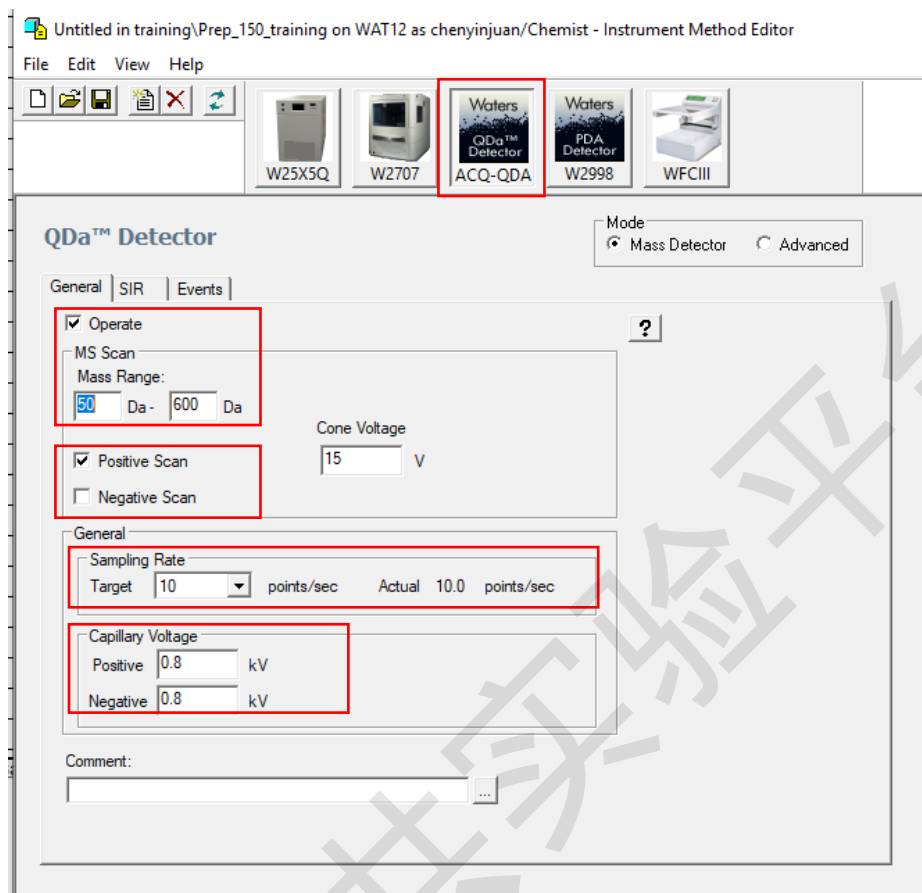 Untitled in training\Prep_150_training on WAT12 as chenyinjuan/Chemist - Instrument Method Editor
File Edit View Help
Waters
QDa™
Detector
Waters
PDA
Detector
W25X5Q W2707 ACQ-QDA W2998 WFCIII
QDa™ Detector
Mode
Mass Detector Advanced
General SIR Events
Operate
?
MS Scan
Mass Range:
50 Da - 600 Da
Cone Voltage
15 V
Positive Scan
Negative Scan
General
Sampling Rate
Target 10 points/sec Actual 10.0 points/sec
Capillary Voltage
Positive 0.8 kV
Negative 0.8 kV
Comment:
...
共实验平